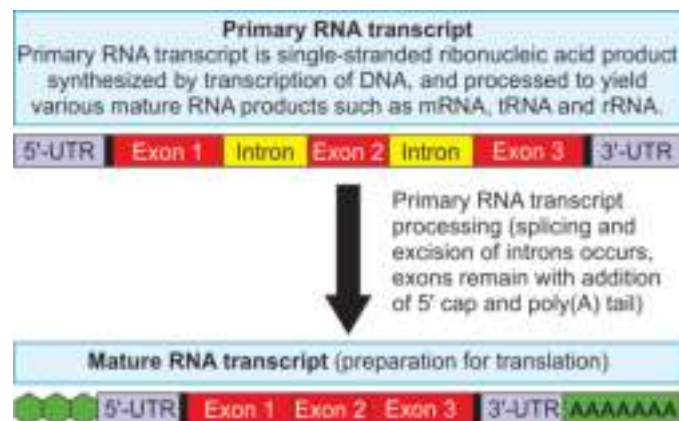 Primary RNA transcript
Primary RNA transcript is single-stranded ribonucleic acid product
synthesized by transcription of DNA, and processed to yield
various mature RNA products such as mRNA, tRNA and rRNA.
5'-UTR Exon 1 Intron Exon 2 Intron Exon 3 3'-UTR
Primary RNA transcript
processing (splicing and
excision of introns occurs,
exons remain with addition
of 5' cap and poly(A) tail)
Mature RNA transcript (preparation for translation)
5'-UTR Exon 1 Exon 2 Exon 3 3'-UTR AAAAAAA